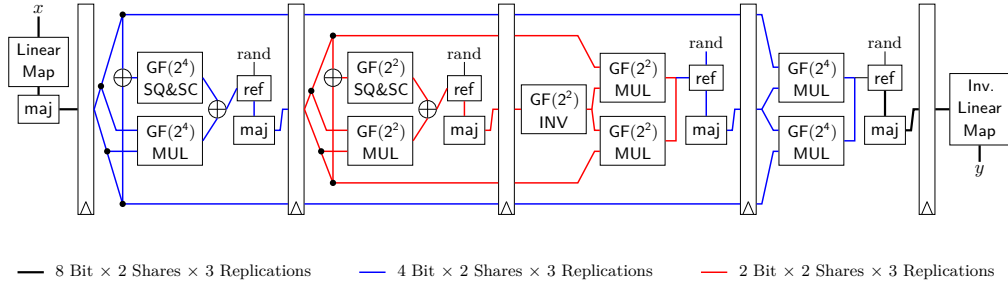 x
Linear
Map
maj
GF(2⁴)
SQ&SC
GF(2⁴)
MUL
rand
ref
maj
GF(2²)
SQ&SC
GF(2²)
MUL
rand
ref
maj
GF(2²)
INV
GF(2²)
MUL
GF(2²)
MUL
rand
ref
maj
GF(2⁴)
MUL
GF(2⁴)
MUL
rand
ref
maj
Inv.
Linear
Map
y
8 Bit × 2 Shares × 3 Replications
4 Bit × 2 Shares × 3 Replications
2 Bit × 2 Shares × 3 Replications